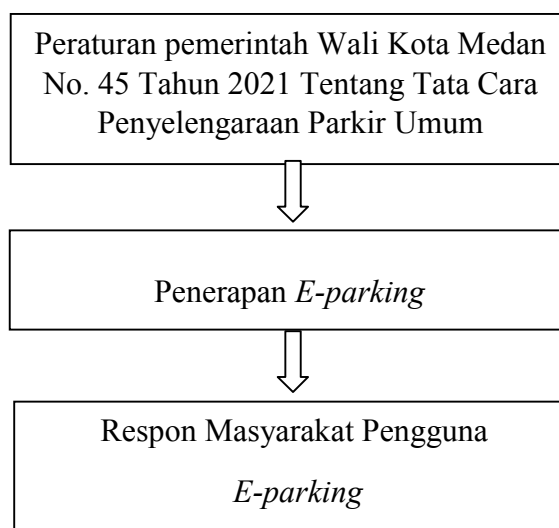 Peraturan pemerintah Wali Kota Medan
No. 45 Tahun 2021 Tentang Tata Cara
Penyelengaraan Parkir Umum
Penerapan E-parking
Respon Masyarakat Pengguna
E-parking